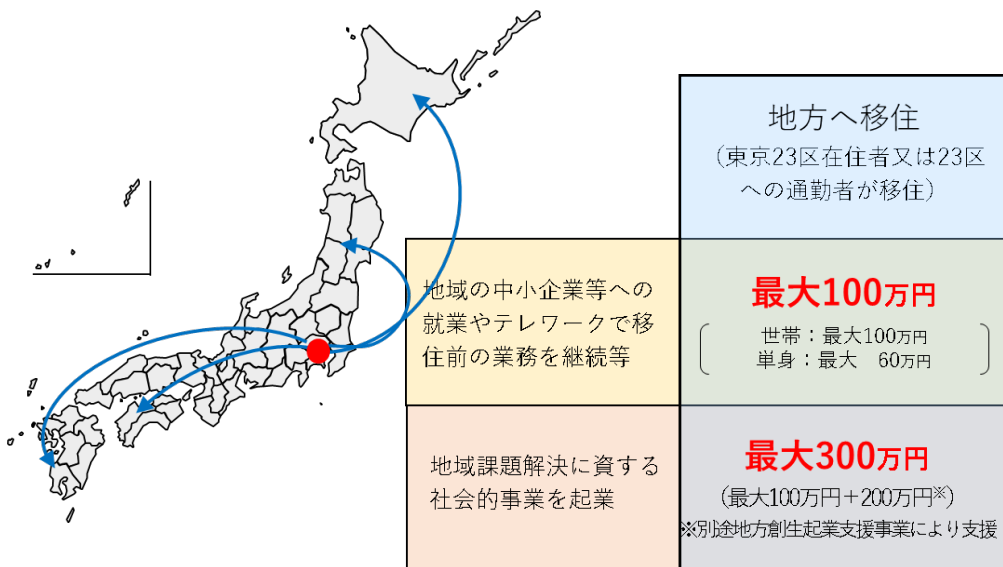 地方へ移住
（東京23区在住者又は23区
への通勤者が移住）
地域の中小企業等への
就業やテレワークで移
住前の業務を継続等
最大100万円
世帯：最大100万円
単身：最大　60万円
地域課題解決に資する
社会的事業を起業
最大300万円
（最大100万円＋200万円※）
※別途地方創生起業支援事業により支援